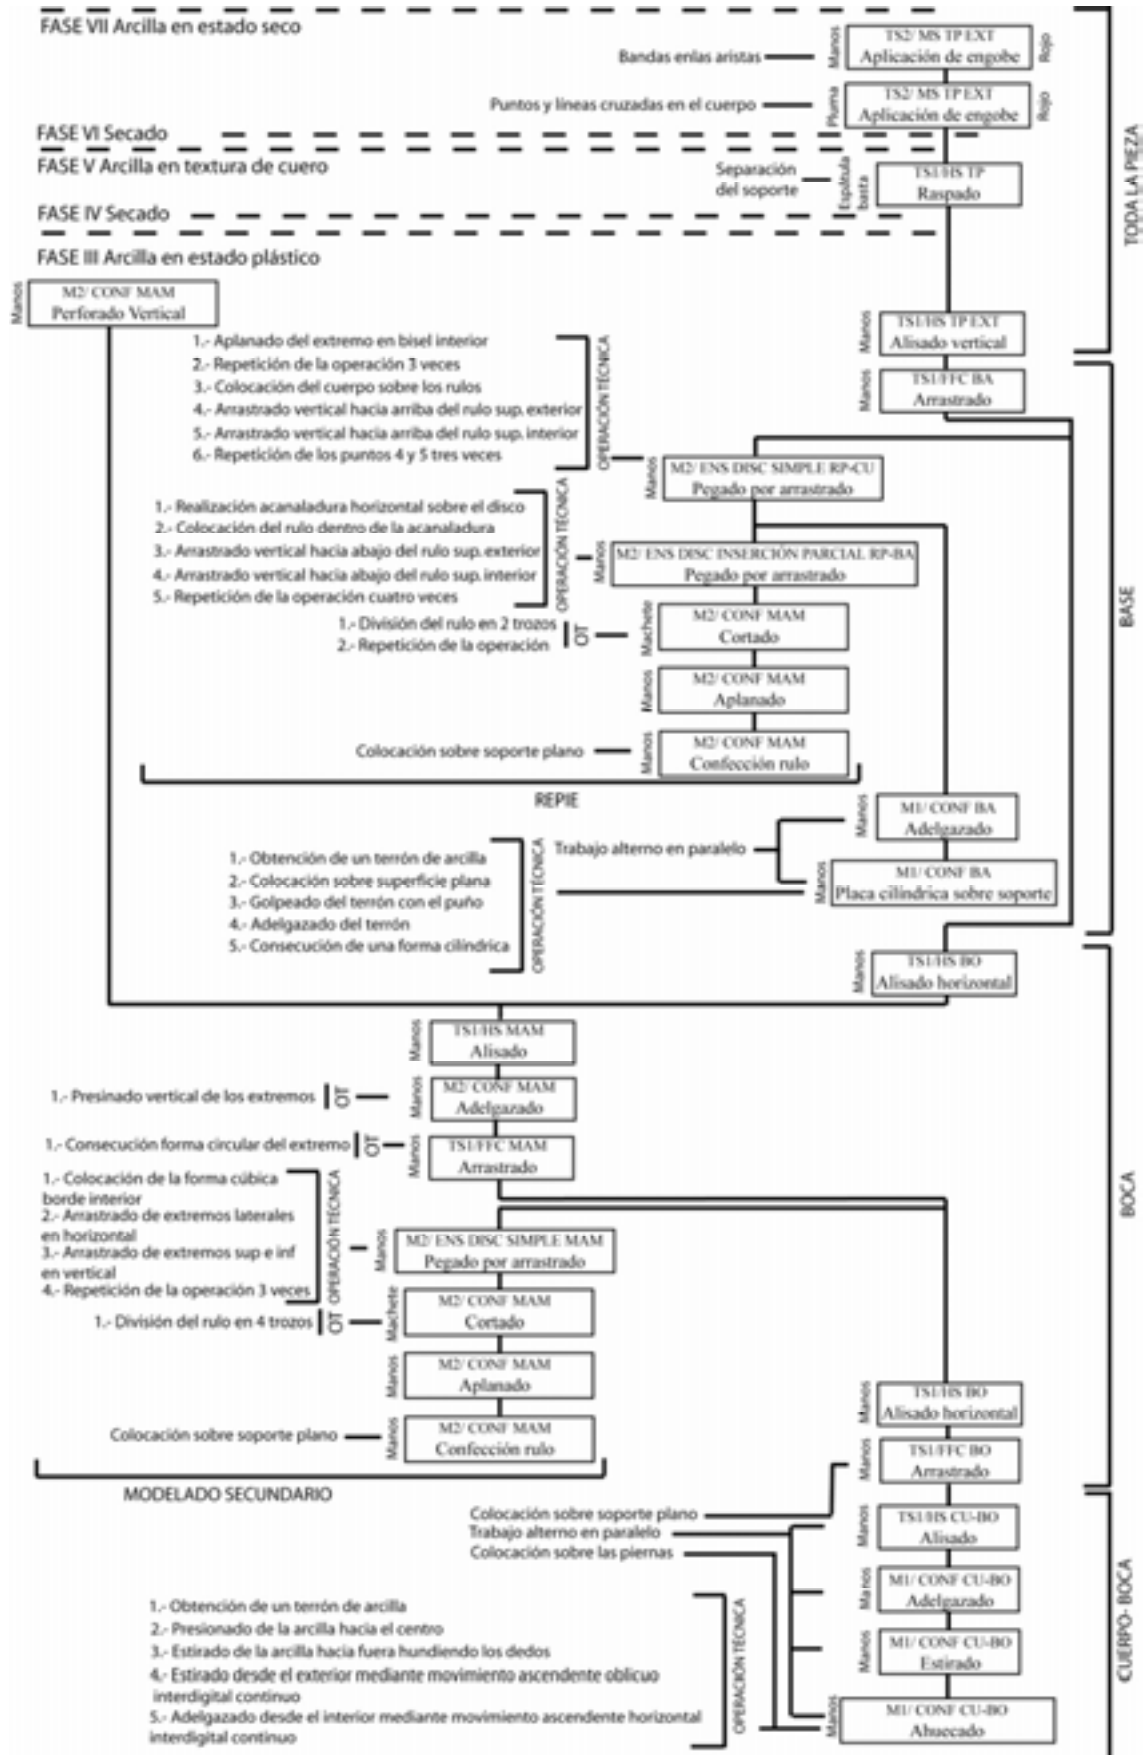 FASE VII Arcilla en estado seco
Bandas enlas aristas
Manos
TS2/ MS TP EXT
Aplicación de engobe
Rojo
Puntos y líneas cruzadas en el cuerpo
Pluma
TS2/ MS TP EXT
Aplicación de engobe
Rojo
FASE VI Secado
FASE V Arcilla en textura de cuero
Separación
del soporte
Espátula
basta
TS1/HS TP
Raspado
FASE IV Secado
TODA LA PIEZA
FASE III Arcilla en estado plástico
Manos
M2/ CONF MAM
Perforado Vertical
Manos
TS1/HS TP EXT
Alisado vertical
Manos
TS1/FFC BA
Arrastrado
1.- Aplanado del extremo en bisel interior
2.- Repetición de la operación 3 veces
3.- Colocación del cuerpo sobre los rulos
4.- Arrastrado vertical hacia arriba del rulo sup. exterior
5.- Arrastrado vertical hacia arriba del rulo sup. interior
6.- Repetición de los puntos 4 y 5 tres veces
OPERACIÓN TÉCNICA
Manos
M2/ ENS DISC SIMPLE RP-CU
Pegado por arrastrado
1.- Realización acanaladura horizontal sobre el disco
2.- Colocación del rulo dentro de la acanaladura
3.- Arrastrado vertical hacia abajo del rulo sup. exterior
4.- Arrastrado vertical hacia abajo del rulo sup. interior
5.- Repetición de la operación cuatro veces
OPERACIÓN TÉCNICA
Manos
M2/ ENS DISC INSERCIÓN PARCIAL RP-BA
Pegado por arrastrado
1.- División del rulo en 2 trozos
2.- Repetición de la operación
OT
Machete
M2/ CONF MAM
Cortado
Manos
M2/ CONF MAM
Aplanado
Colocación sobre soporte plano
Manos
M2/ CONF MAM
Confección rulo
REPIE
BASE
Manos
M1/ CONF BA
Adelgazado
Trabajo alterno en paralelo
1.- Obtención de un terrón de arcilla
2.- Colocación sobre superficie plana
3.- Golpeado del terrón con el puño
4.- Adelgazado del terrón
5.- Consecución de una forma cilíndrica
OPERACIÓN TÉCNICA
Manos
M1/ CONF BA
Placa cilíndrica sobre soporte
Manos
TS1/HS BO
Alisado horizontal
Manos
TS1/HS MAM
Alisado
1.- Presinado vertical de los extremos
OT
Manos
M2/ CONF MAM
Adelgazado
1.- Consecución forma circular del extremo
OT
Manos
TS1/FFC MAM
Arrastrado
1.- Colocación de la forma cúbica
borde interior
2.- Arrastrado de extremos laterales
en horizontal
3.- Arrastrado de extremos sup e inf
en vertical
4.- Repetición de la operación 3 veces
OPERACIÓN TÉCNICA
Manos
M2/ ENS DISC SIMPLE MAM
Pegado por arrastrado
1.- División del rulo en 4 trozos
OT
Machete
M2/ CONF MAM
Cortado
Manos
M2/ CONF MAM
Aplanado
Colocación sobre soporte plano
Manos
M2/ CONF MAM
Confección rulo
MODELADO SECUNDARIO
BOCA
Manos
TS1/HS BO
Alisado horizontal
Manos
TS1/FFC BO
Arrastrado
Colocación sobre soporte plano
Trabajo alterno en paralelo
Colocación sobre las piernas
Manos
TS1/HS CU-BO
Alisado
Manos
M1/ CONF CU-BO
Adelgazado
Manos
M1/ CONF CU-BO
Estirado
1.- Obtención de un terrón de arcilla
2.- Presionado de la arcilla hacia el centro
3.- Estirado de la arcilla hacia fuera hundiendo los dedos
4.- Estirado desde el exterior mediante movimiento ascendente oblicuo
interdigital continuo
5.- Adelgazado desde el interior mediante movimiento ascendente horizontal
interdigital continuo
OPERACIÓN TÉCNICA
Manos
M1/ CONF CU-BO
Ahuecado
CUERPO- BOCA